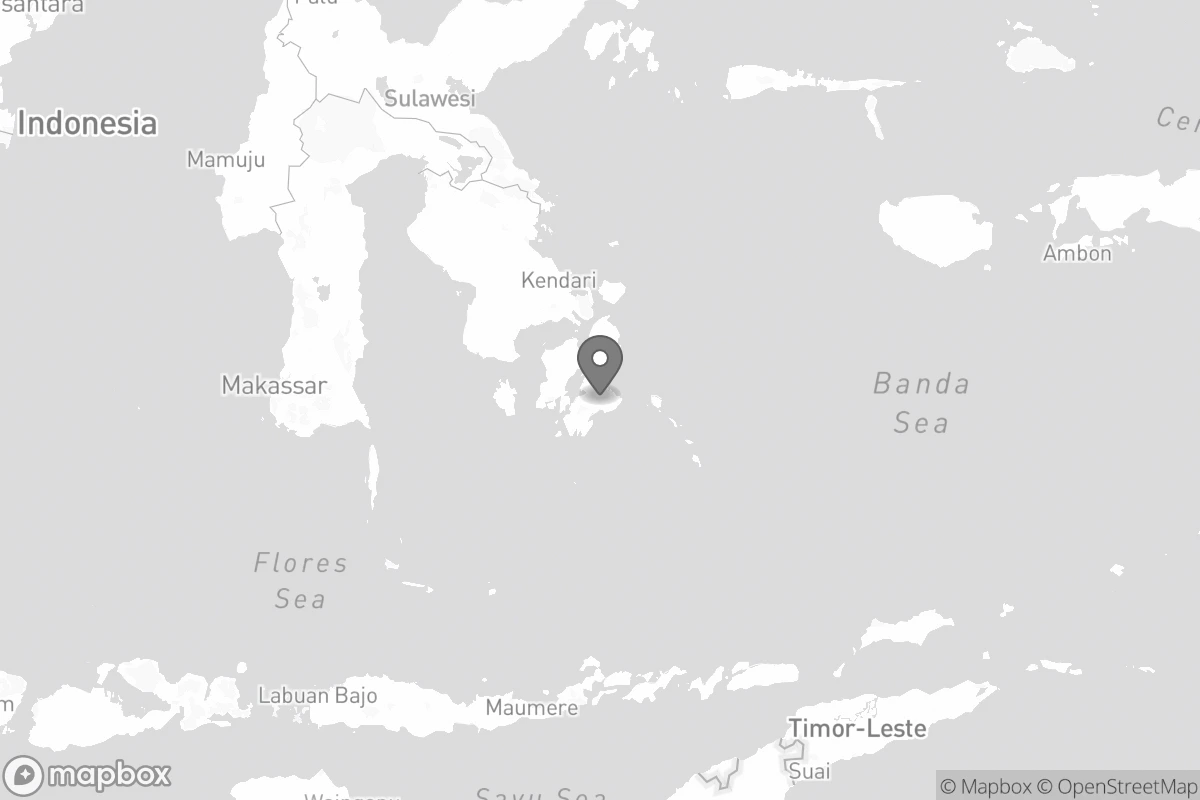 santara
Palu
Sulawesi
Indonesia
Cer
Mamuju
Ambon
Kendari
Makassar
Banda
Sea
Flores
Sea
Labuan Bajo
m
Maumere
Timor-Leste
Suai
mapbox
© Mapbox © OpenStreetMap
Waingapu
Savu Sea